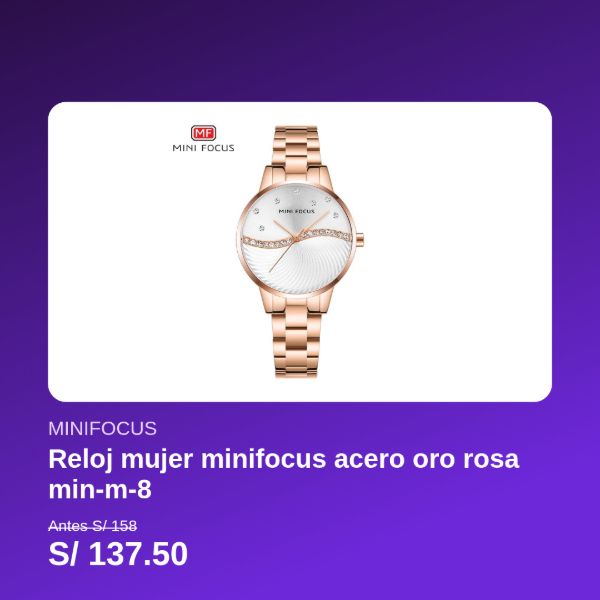 MF
MINI FOCUS
MINI FOCUS
MINIFOCUS
Reloj mujer minifocus acero oro rosa
min-m-8
Antes S/ 158
S/ 137.50